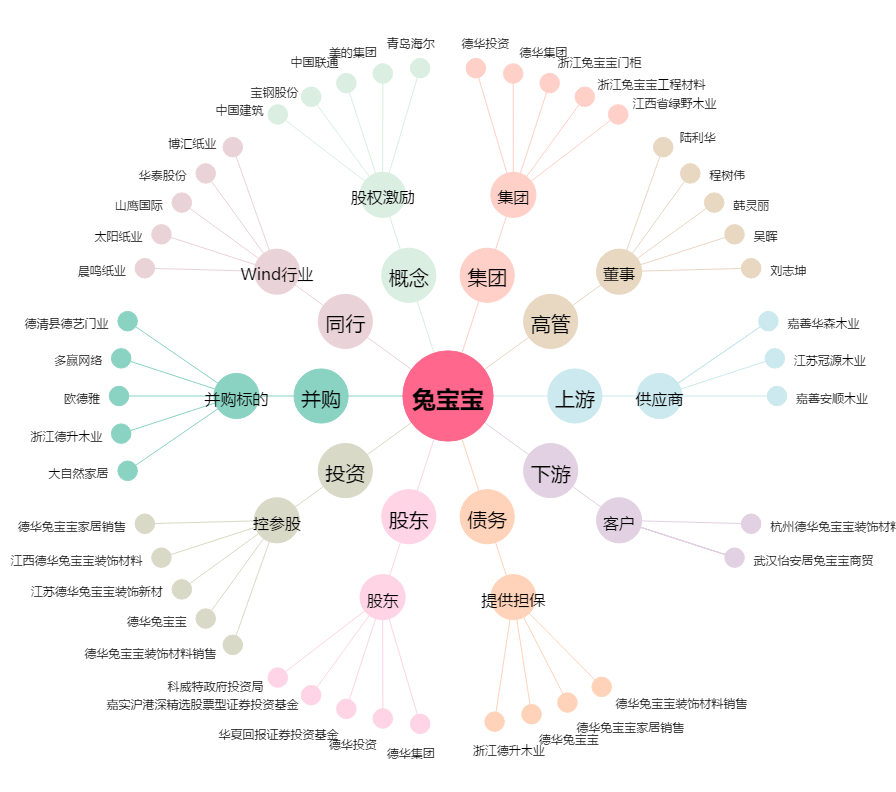 青岛海尔
美的集团
中国联通
宝钢股份
中国建筑
股权激励
概念
德华投资
德华集团
浙江兔宝宝门柜
浙江兔宝宝工程材料
江西省绿野木业
集团
集团
陆利华
程树伟
韩灵丽
吴晖
刘志坤
董事
高管
博汇纸业
华泰股份
山鹰国际
太阳纸业
晨鸣纸业
Wind行业
同行
德清县德艺门业
多赢网络
欧德雅
浙江德升木业
大自然家居
并购标的
并购
兔宝宝
上游
供应商
嘉善华森木业
江苏冠源木业
嘉善安顺木业
投资
控参股
德华兔宝宝家居销售
江西德华兔宝宝装饰材料
江苏德华兔宝宝装饰新材
德华兔宝宝
德华兔宝宝装饰材料销售
下游
客户
杭州德华兔宝宝装饰材料
武汉怡安居兔宝宝商贸
股东
股东
科威特政府投资局
嘉实沪港深精选股票型证券投资基金
华夏回报证券投资基金
德华投资
德华集团
债务
提供担保
德华兔宝宝装饰材料销售
德华兔宝宝家居销售
德华兔宝宝
浙江德升木业